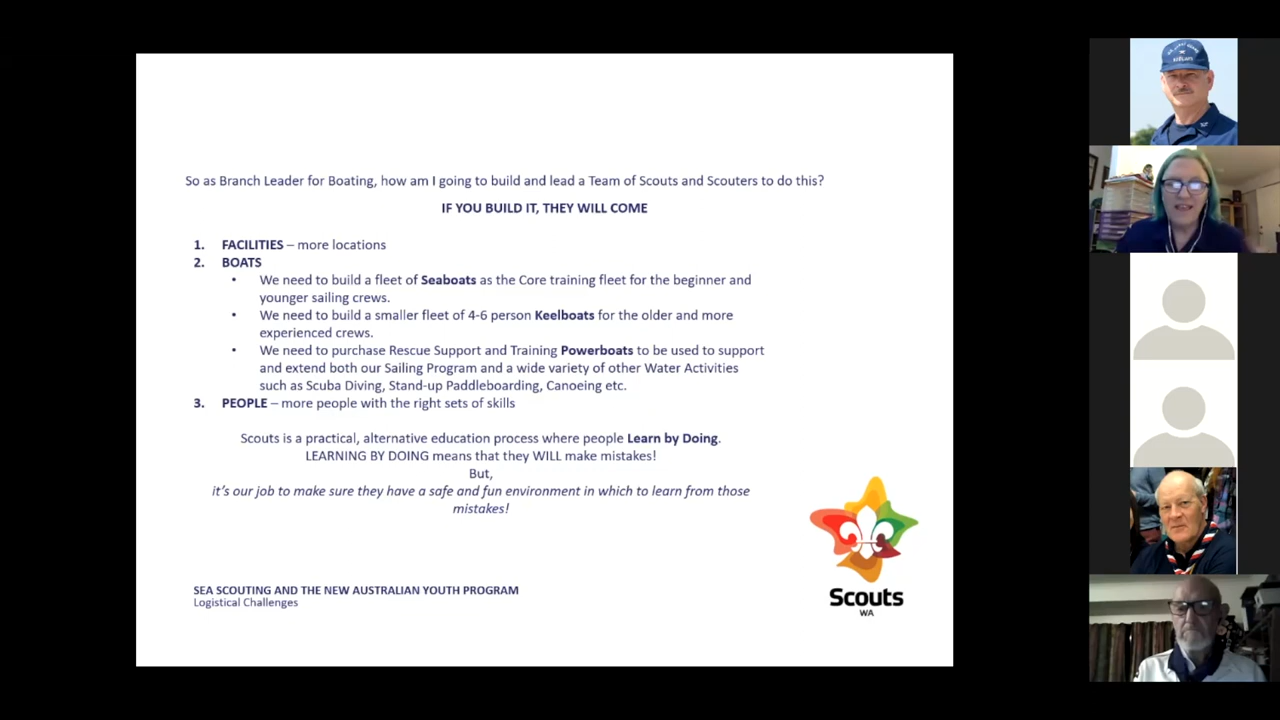 So as Branch Leader for Boating, how am I going to build and lead a Team of Scouts and Scouters to do this?
IF YOU BUILD IT, THEY WILL COME
1. FACILITIES – more locations
2. BOATS
• We need to build a fleet of Seaboats as the Core training fleet for the beginner and
younger sailing crews.
• We need to build a smaller fleet of 4-6 person Keelboats for the older and more
experienced crews.
• We need to purchase Rescue Support and Training Powerboats to be used to support
and extend both our Sailing Program and a wide variety of other Water Activities
such as Scuba Diving, Stand-up Paddleboarding, Canoeing etc.
3. PEOPLE – more people with the right sets of skills
Scouts is a practical, alternative education process where people Learn by Doing.
LEARNING BY DOING means that they WILL make mistakes!
But,
it's our job to make sure they have a safe and fun environment in which to learn from those
mistakes!
SEA SCOUTING AND THE NEW AUSTRALIAN YOUTH PROGRAM
Logistical Challenges
Scouts
WA